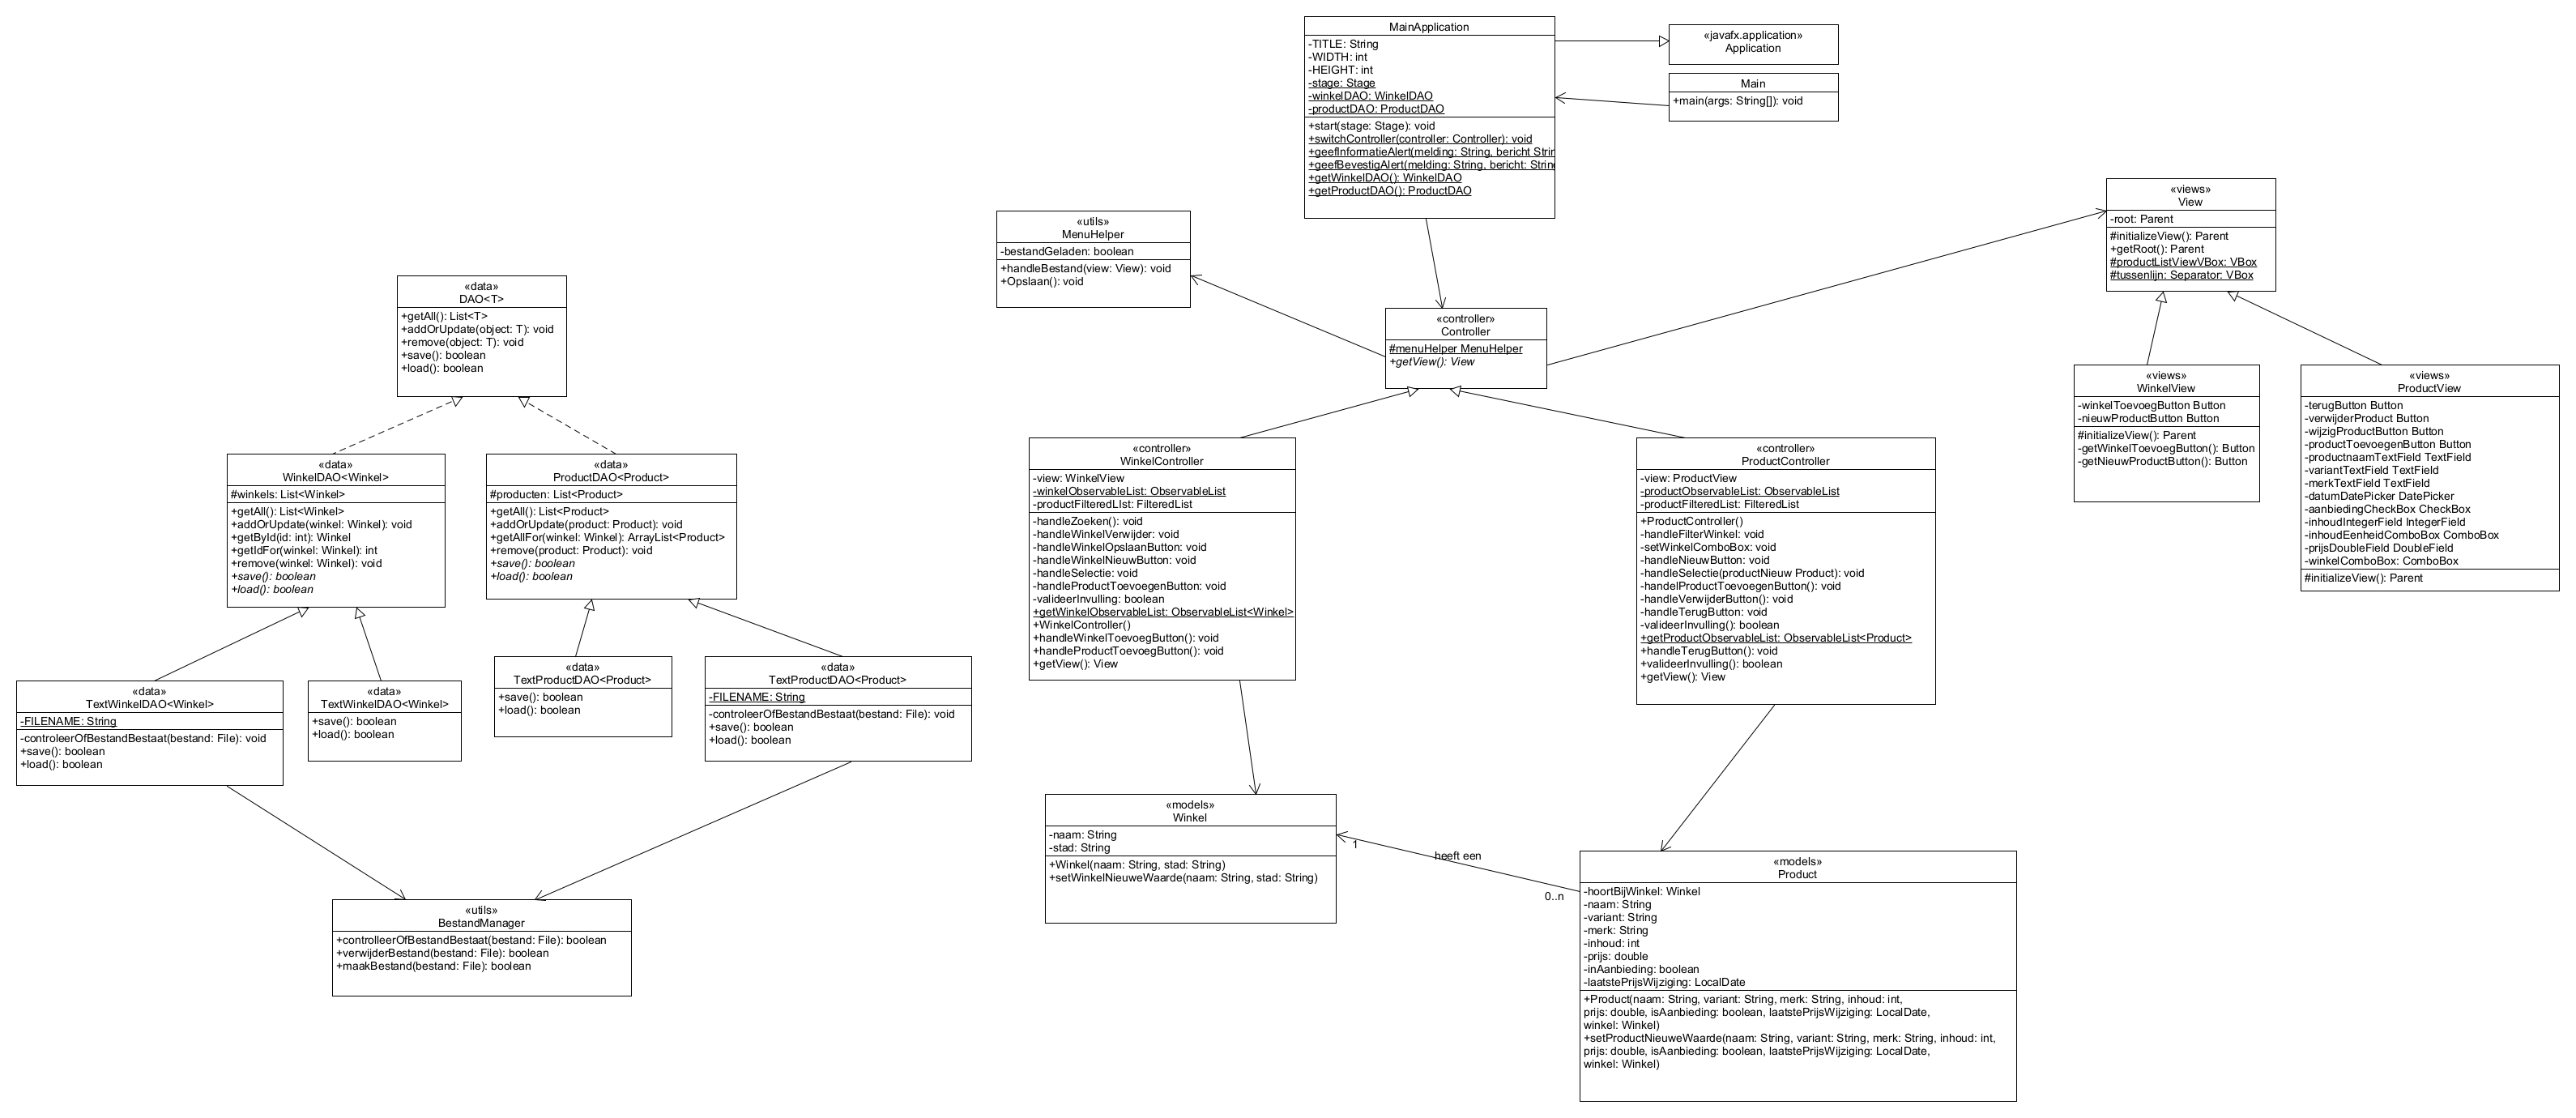 MainApplication
-TITLE: String
-WIDTH: int
-HEIGHT: int
-stage: Stage
-winkelDAO: WinkelDAO
-productDAO: ProductDAO
+start(stage: Stage): void
+switchController(controller: Controller): void
+geefInformatieAlert(melding: String, bericht Strin
+geefBevestigAlert(melding: String, bericht: String
+getWinkelDAO(): WinkelDAO
+getProductDAO(): ProductDAO
«javafx.application»
Application
Main
+main(args: String[]): void
«utils»
MenuHelper
-bestandGeladen: boolean
+handleBestand(view: View): void
+Opslaan(): void
«controller»
Controller
#menuHelper MenuHelper
+getView(): View
«views»
View
-root: Parent
#initializeView(): Parent
+getRoot(): Parent
#productListViewVBox: VBox
#tussenlijn: Separator: VBox
«views»
WinkelView
-winkelToevoegButton Button
-nieuwProductButton Button
#initializeView(): Parent
-getWinkelToevoegButton(): Button
-getNieuwProductButton(): Button
«views»
ProductView
-terugButton Button
-verwijderProduct Button
-wijzigProductButton Button
-productToevoegenButton Button
-productnaamTextField TextField
-variantTextField TextField
-merkTextField TextField
-datumDatePicker DatePicker
-aanbiedingCheckBox CheckBox
-inhoudIntegerField IntegerField
-inhoudEenheidComboBox ComboBox
-prijsDoubleField DoubleField
-winkelComboBox: ComboBox
#initializeView(): Parent
«data»
DAO<T>
+getAll(): List<T>
+addOrUpdate(object: T): void
+remove(object: T): void
+save(): boolean
+load(): boolean
«data»
WinkelDAO<Winkel>
#winkels: List<Winkel>
+getAll(): List<Winkel>
+addOrUpdate(winkel: Winkel): void
+getById(id: int): Winkel
+getIdFor(winkel: Winkel): int
+remove(winkel: Winkel): void
+save(): boolean
+load(): boolean
«data»
ProductDAO<Product>
#producten: List<Product>
+getAll(): List<Product>
+addOrUpdate(product: Product): void
+getAllFor(winkel: Winkel): ArrayList<Product>
+remove(product: Product): void
+save(): boolean
+load(): boolean
«data»
TextWinkelDAO<Winkel>
-FILENAME: String
-controleerOfBestandBestaat(bestand: File): void
+save(): boolean
+load(): boolean
«data»
TextWinkelDAO<Winkel>
+save(): boolean
+load(): boolean
«data»
TextProductDAO<Product>
+save(): boolean
+load(): boolean
«data»
TextProductDAO<Product>
-FILENAME: String
-controleerOfBestandBestaat(bestand: File): void
+save(): boolean
+load(): boolean
«utils»
BestandManager
+controlleerOfBestandBestaat(bestand: File): boolean
+verwijderBestand(bestand: File): boolean
+maakBestand(bestand: File): boolean
«controller»
WinkelController
-view: WinkelView
-winkelObservableList: ObservableList
-productFilteredLIst: FilteredList
-handleZoeken(): void
-handleWinkelVerwijder: void
-handleWinkelOpslaanButton: void
-handleWinkelNieuwButton: void
-handleSelectie: void
-handleProductToevoegenButton: void
-valideerInvulling: boolean
+getWinkelObservableList: ObservableList<Winkel>
+WinkelController()
+handleWinkelToevoegButton(): void
+handleProductToevoegButton(): void
+getView(): View
«controller»
ProductController
-view: ProductView
-productObservableList: ObservableList
-productFilteredList: FilteredList
+ProductController()
-handleFilterWinkel: void
-setWinkelComboBox: void
-handleNieuwButton: void
-handleSelectie(productNieuw Product): void
-handelProductToevoegenButton(): void
-handleVerwijderButton(): void
-handleTerugButton: void
-valideerInvulling(): boolean
+getProductObservableList: ObservableList<Product>
+handleTerugButton(): void
+valideerInvulling(): boolean
+getView(): View
«models»
Winkel
-naam: String
-stad: String
+Winkel(naam: String, stad: String)
+setWinkelNieuweWaarde(naam: String, stad: String)
1
heeft een
0..n
«models»
Product
-hoortBijWinkel: Winkel
-naam: String
-variant: String
-merk: String
-inhoud: int
-prijs: double
-inAanbieding: boolean
-laatstePrijsWijziging: LocalDate
+Product(naam: String, variant: String, merk: String, inhoud: int,
prijs: double, isAanbieding: boolean, laatstePrijsWijziging: LocalDate,
winkel: Winkel)
+setProductNieuweWaarde(naam: String, variant: String, merk: String, inhoud: int,
prijs: double, isAanbieding: boolean, laatstePrijsWijziging: LocalDate,
winkel: Winkel)